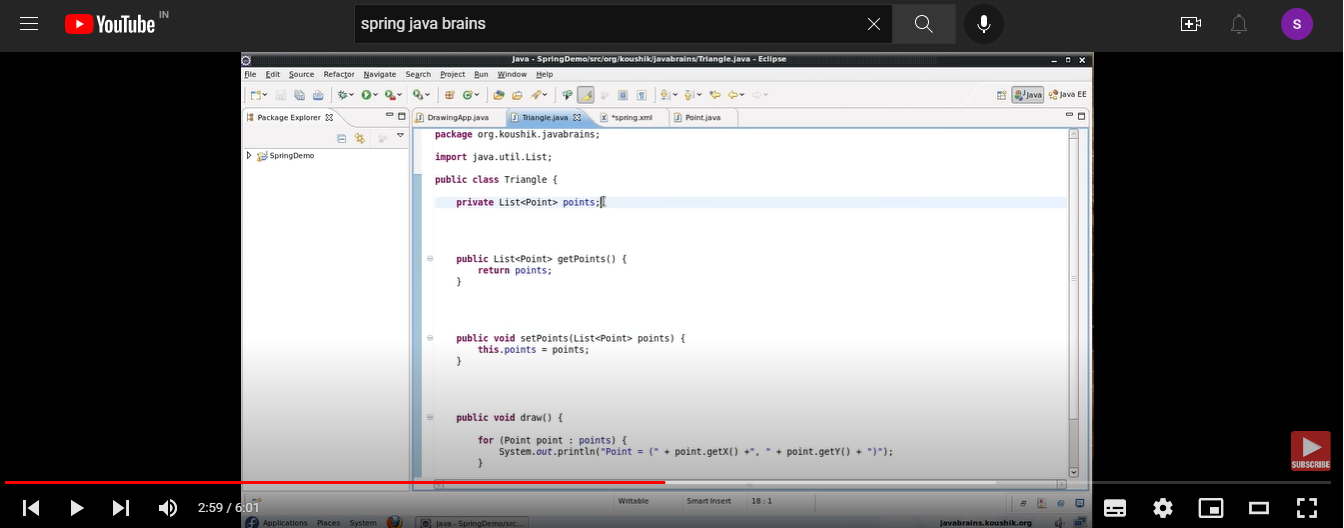 YouTube IN
spring java brains
S
Java - SpringDemo/src/org/koushik/javabrains/Triangle.java - Eclipse
File Edit Source Refactor Navigate Search Project Run Window Help
Java Java EE
Package Explorer
DrawingApp.java Triangle.java *spring.xml Point.java
SpringDemo
package org.koushik.javabrains;
import java.util.List;
public class Triangle {
private List<Point> points;
public List<Point> getPoints() {
return points;
}
public void setPoints(List<Point> points) {
this.points = points;
}
public void draw() {
for (Point point : points) {
System.out.println("Point = (" + point.getX() +", " + point.getY() + ")");
}
SUBSCRIBE
Writable Smart Insert 18 : 1
2:59 / 6:01
Applications Places System Java - SpringDemo/src... javabrains.koushik.org